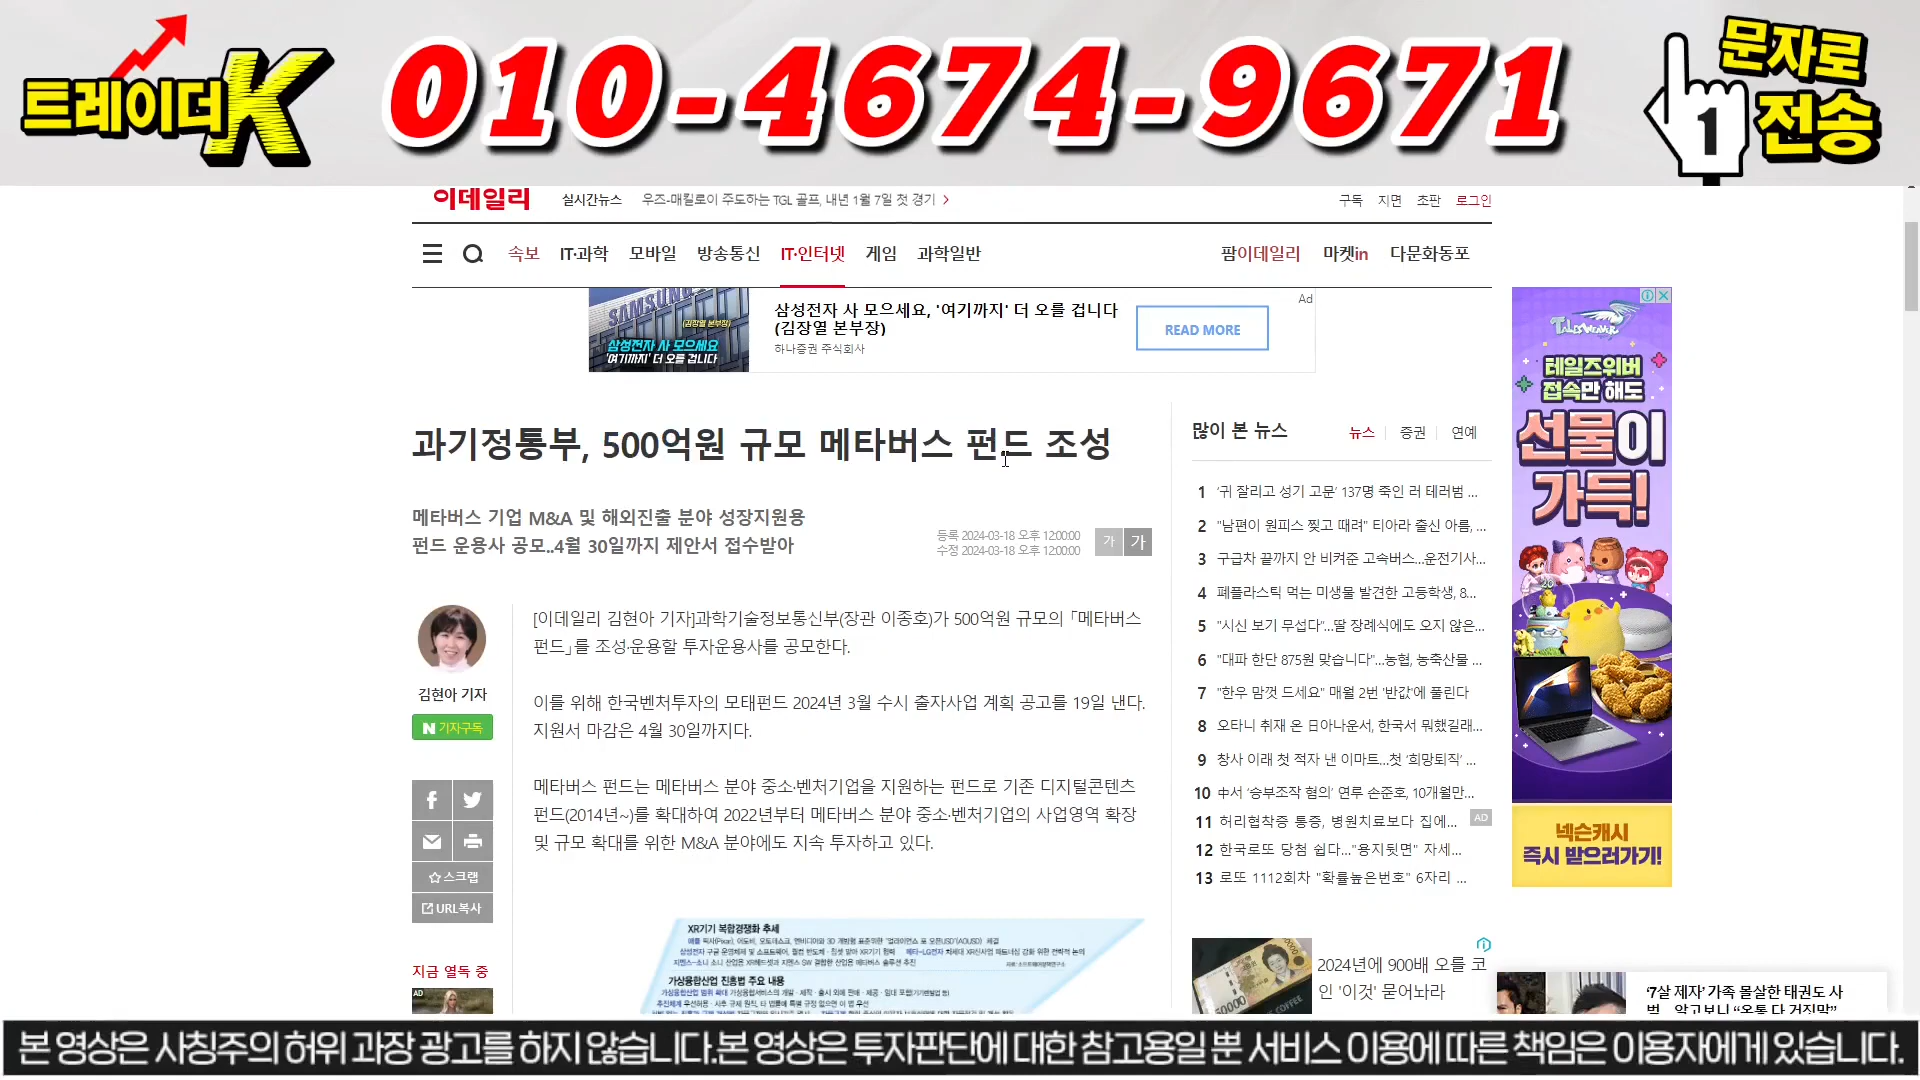 트레이더K
010-4674-9671
문자로
1
전송
이데일리
실시간뉴스
우즈-매킬로이 주도하는 TGL 골프, 내년 1월 7일 첫 경기 >
구독 지면 초판 로그인
속보 IT·과학 모바일 방송통신 IT·인터넷 게임 과학일반
팜이데일리 마켓in 다문화동포
SAMSUNG
(김장열 본부장)
삼성전자 사 모으세요
'여기까지' 더 오를 겁니다
삼성전자 사 모으세요, '여기까지' 더 오를 겁니다
(김장열 본부장)
하나증권 주식회사
READ MORE
Ad
과기정통부, 500억원 규모 메타버스 펀드 조성
메타버스 기업 M&A 및 해외진출 분야 성장지원용
펀드 운용사 공모..4월 30일까지 제안서 접수받아
등록 2024-03-18 오후 12:00:00
수정 2024-03-18 오후 12:00:00
가 가
김현아 기자
N 기자구독
[이데일리 김현아 기자]과학기술정보통신부(장관 이종호)가 500억원 규모의 「메타버스
펀드」를 조성·운용할 투자운용사를 공모한다.
이를 위해 한국벤처투자의 모태펀드 2024년 3월 수시 출자사업 계획 공고를 19일 낸다.
지원서 마감은 4월 30일까지다.
메타버스 펀드는 메타버스 분야 중소·벤처기업을 지원하는 펀드로 기존 디지털콘텐츠
펀드(2014년~)를 확대하여 2022년부터 메타버스 분야 중소·벤처기업의 사업영역 확장
및 규모 확대를 위한 M&A 분야에도 지속 투자하고 있다.
스크랩
URL복사
지금 열독 중
AD
XR기기 복합경쟁화 추세
가상융합산업 진흥법 주요 내용
많이 본 뉴스
뉴스 증권 연예
1 '귀 잘리고 성기 고문' 137명 죽인 러 테러범 ...
2 "남편이 원피스 찢고 때려" 티아라 출신 아름, ...
3 구급차 끝까지 안 비켜준 고속버스...운전기사...
4 폐플라스틱 먹는 미생물 발견한 고등학생, 8...
5 "시신 보기 무섭다"...딸 장례식에도 오지 않은...
6 "대파 한단 875원 맞습니다"...농협, 농축산물 ...
7 "한우 맘껏 드세요" 매월 2번 '반값'에 풀린다
8 오타니 취재 온 日아나운서, 한국서 뭐했길래...
9 창사 이래 첫 적자 낸 이마트...첫 '희망퇴직' ...
10 中서 '승부조작 혐의' 연루 손준호, 10개월만...
11 허리협착증 통증, 병원치료보다 집에...
AD
12 한국로또 당첨 쉽다..."용지뒷면" 자세...
13 로또 1112회차 "확률높은번호" 6자리 ...
2024년에 900배 오를 코
인 '이것' 묻어놔라
TALESWEAVER
테일즈위버
접속만 해도
선물이
가득!
넥슨캐시
즉시 받으러가기!
'7살 제자' 가족 몰살한 태권도 사
본 영상은 사칭주의 허위 과장 광고를 하지 않습니다.본 영상은 투자판단에 대한 참고용일 뿐 서비스 이용에 따른 책임은 이용자에게 있습니다.